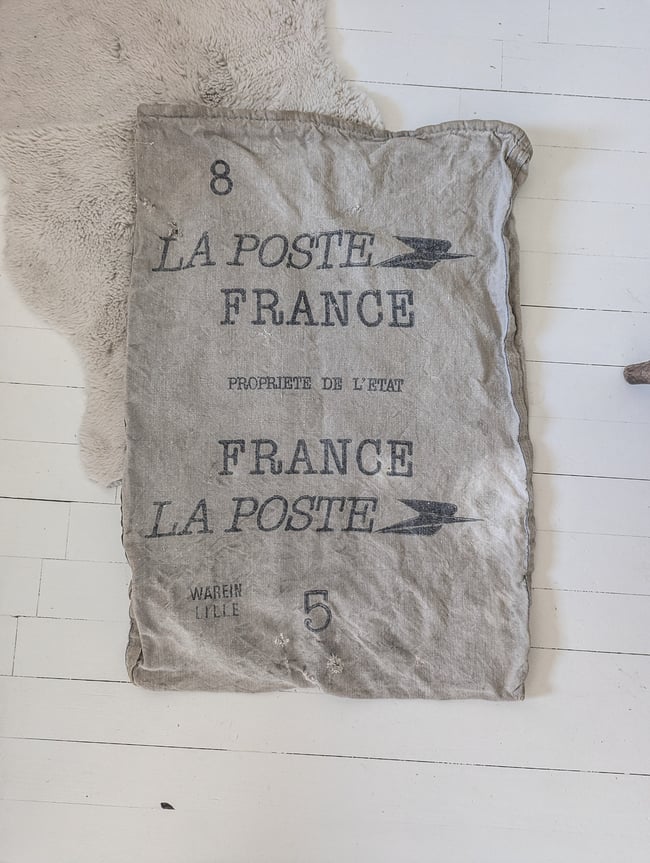 8
LA POSTE
FRANCE
PROPRIETE DE L'ETAT
FRANCE
LA POSTE
WAREIN
LILLE
5